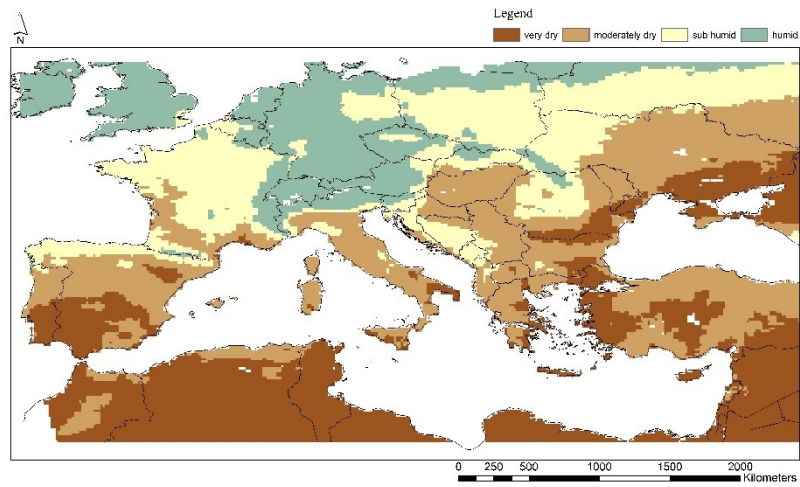 Legend
very dry moderately dry sub humid humid
N
0 250 500 1000 1500 2000
Kilometers